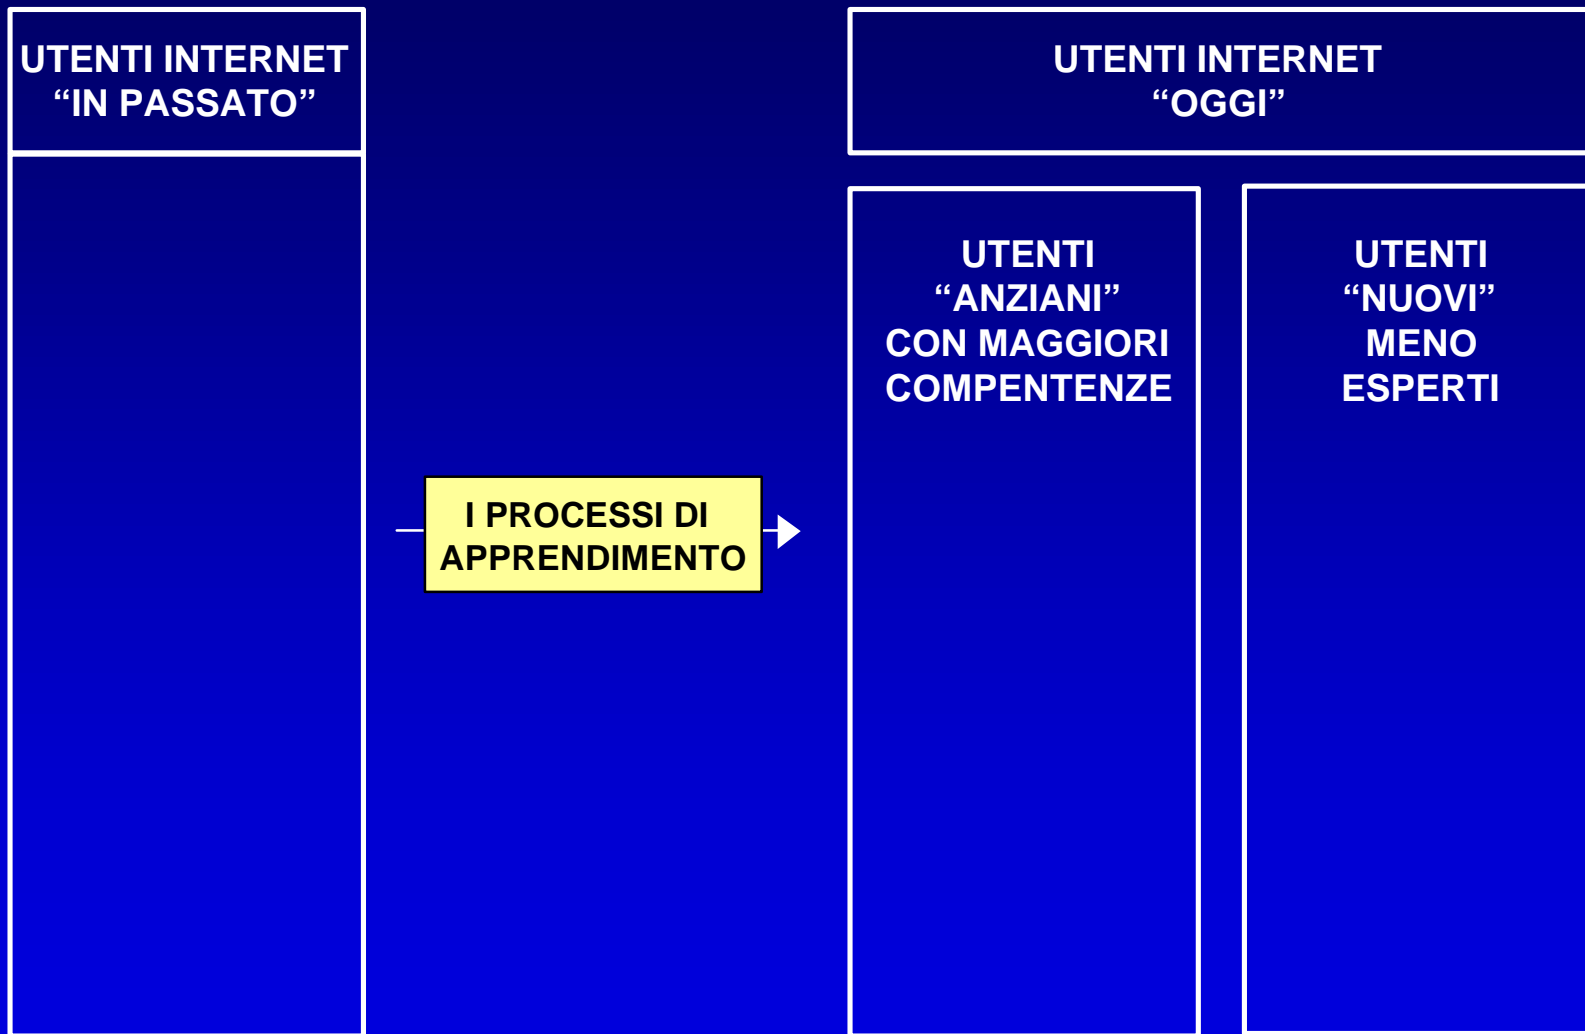 UTENTI INTERNET
“IN PASSATO”
UTENTI INTERNET
“OGGI”
UTENTI
“ANZIANI”
CON MAGGIORI
COMPENTENZE
UTENTI
“NUOVI”
MENO
ESPERTI
I PROCESSI DI
APPRENDIMENTO